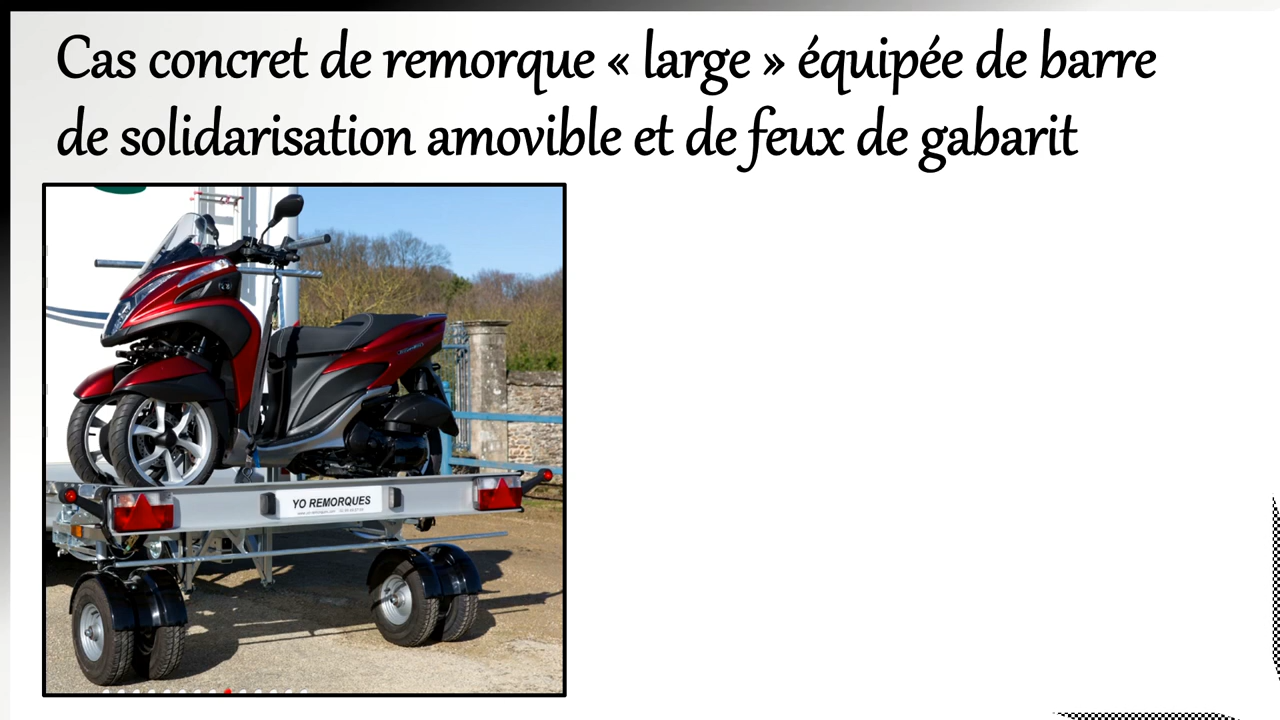 Cas concret de remorque « large » équipée de barre
de solidarisation amovible et de feux de gabarit
YO REMORQUES